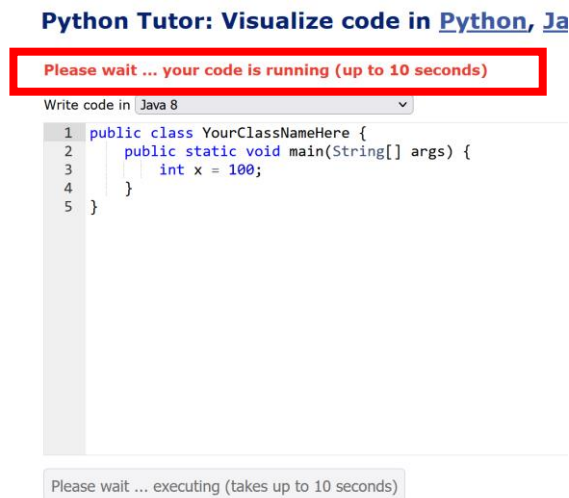 Python Tutor: Visualize code in Python, Ja
Please wait ... your code is running (up to 10 seconds)
Write code in Java 8
1 public class YourClassNameHere {
2     public static void main(String[] args) {
3         int x = 100;
4     }
5 }
Please wait ... executing (takes up to 10 seconds)